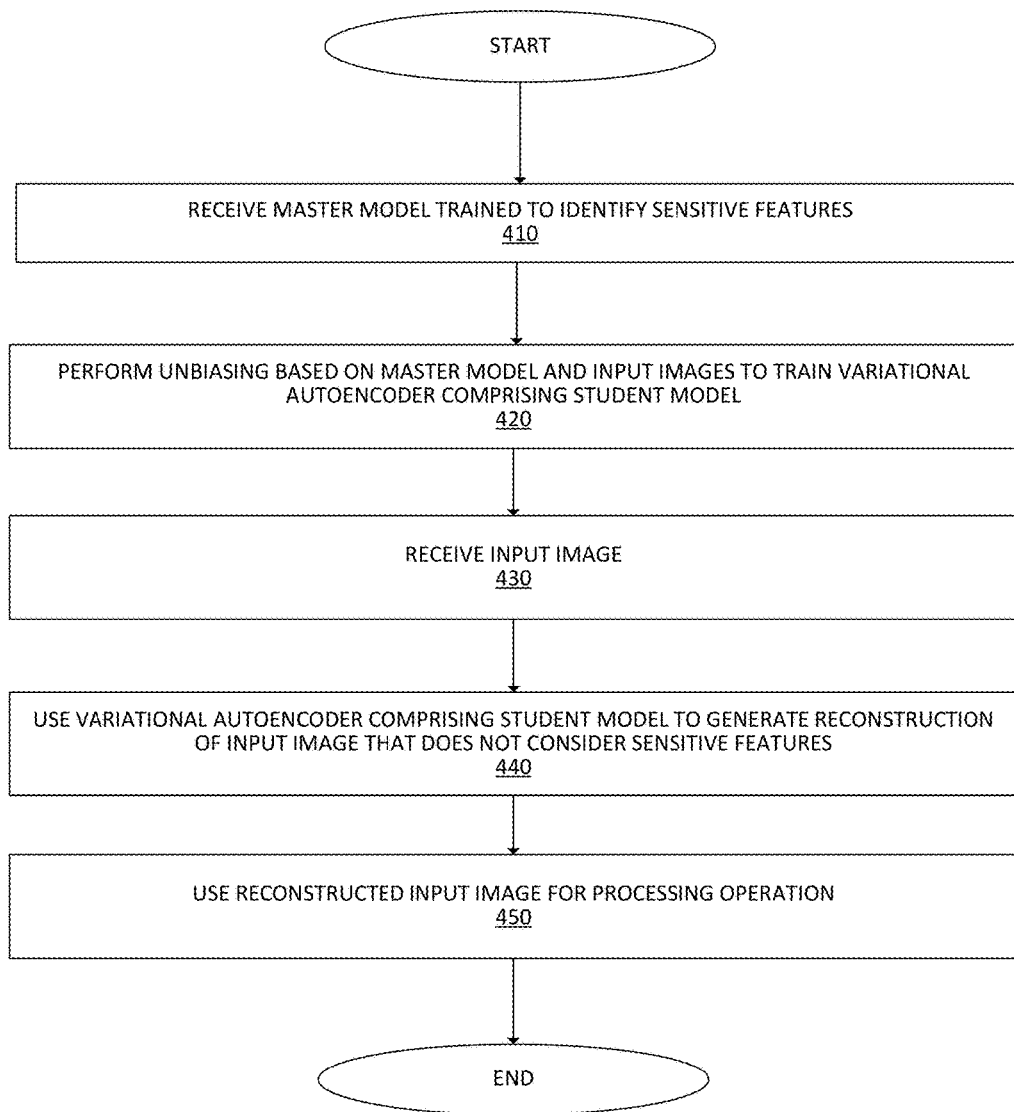 START
RECEIVE MASTER MODEL TRAINED TO IDENTIFY SENSITIVE FEATURES
410
PERFORM UNBIASING BASED ON MASTER MODEL AND INPUT IMAGES TO TRAIN VARIATIONAL
AUTOENCODER COMPRISING STUDENT MODEL
420
RECEIVE INPUT IMAGE
430
USE VARIATIONAL AUTOENCODER COMPRISING STUDENT MODEL TO GENERATE RECONSTRUCTION
OF INPUT IMAGE THAT DOES NOT CONSIDER SENSITIVE FEATURES
440
USE RECONSTRUCTED INPUT IMAGE FOR PROCESSING OPERATION
450
END